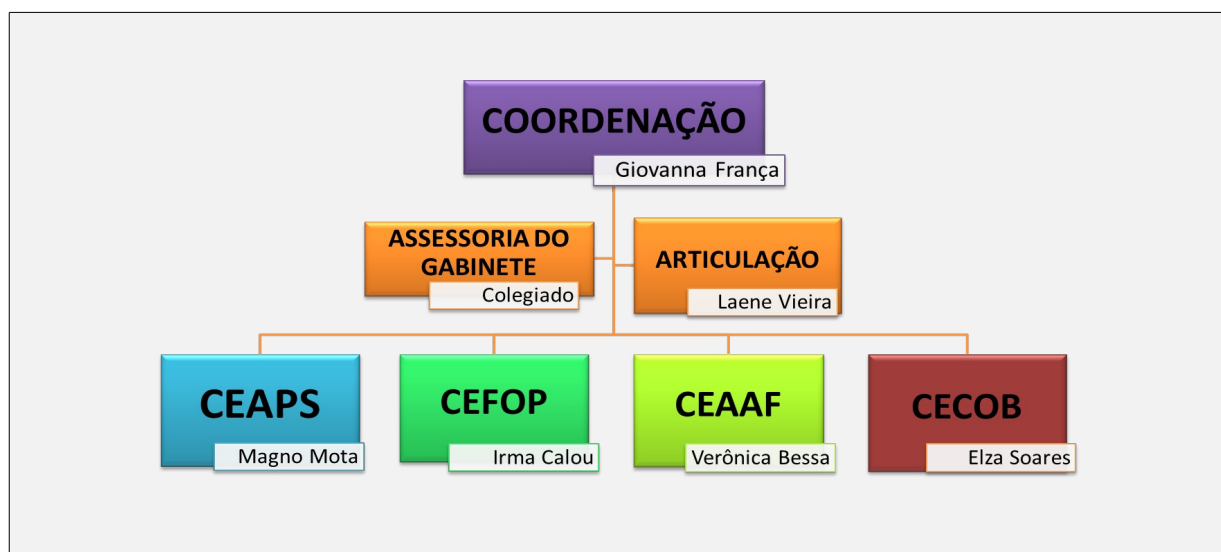 COORDENAÇÃO
Giovanna França
ASSESSORIA DO
GABINETE
Colegiado
ARTICULAÇÃO
Laene Vieira
CEAPS
Magno Mota
CEFOP
Irma Calou
CEAAF
Verônica Bessa
CECOB
Elza Soares